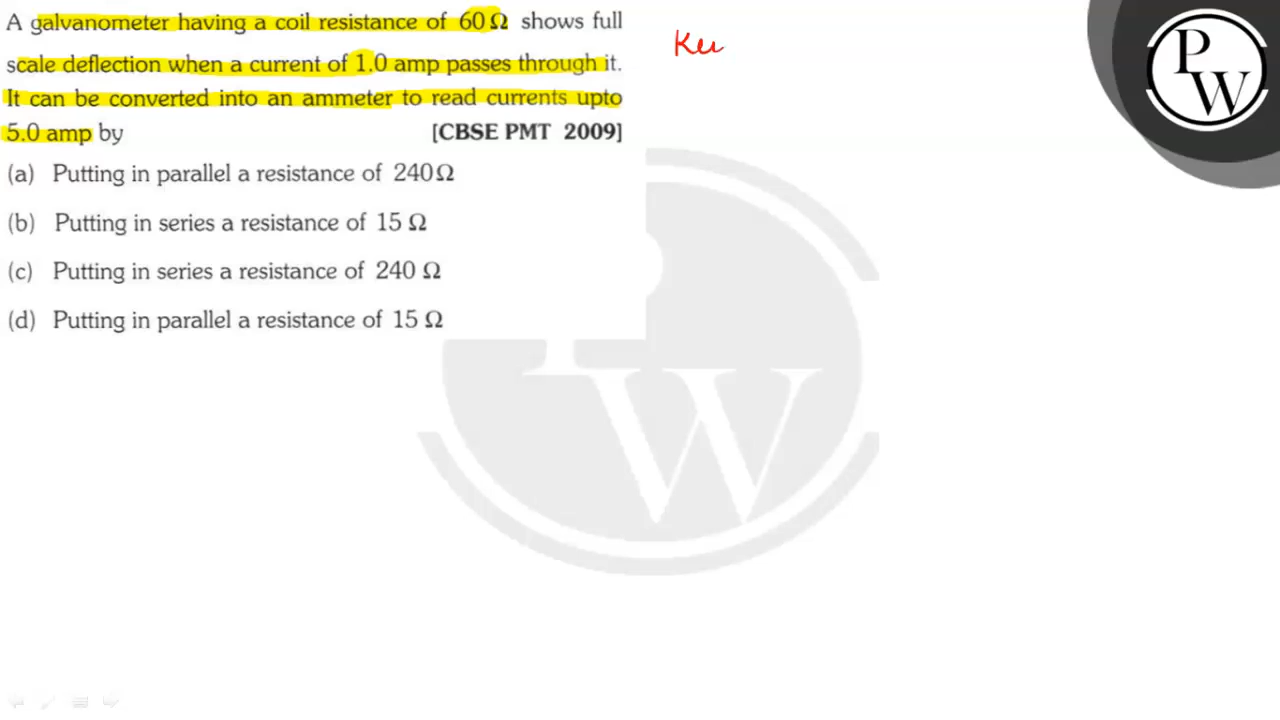 A galvanometer having a coil resistance of 60 Ω shows full
scale deflection when a current of 1.0 amp passes through it.
It can be converted into an ammeter to read currents upto
5.0 amp by [CBSE PMT 2009]
(a) Putting in parallel a resistance of 240Ω
(b) Putting in series a resistance of 15 Ω
(c) Putting in series a resistance of 240 Ω
(d) Putting in parallel a resistance of 15 Ω
P
W
W